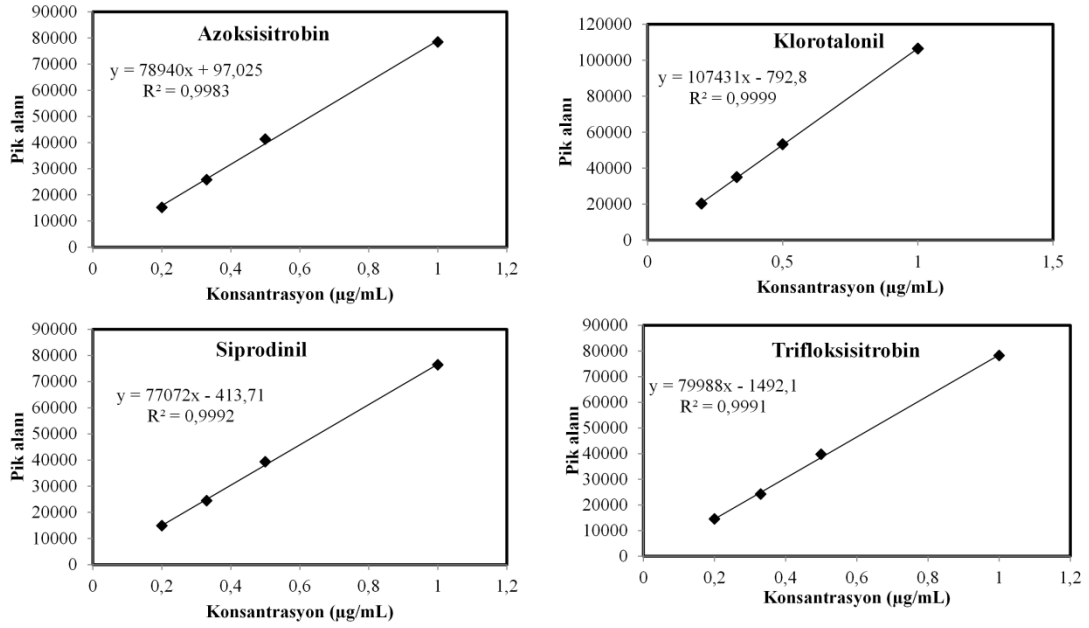 Azoksisitrobin
y = 78940x + 97,025
R² = 0,9983
Pik alanı
90000
80000
70000
60000
50000
40000
30000
20000
10000
0
0 0,2 0,4 0,6 0,8 1 1,2
Konsantrasyon (µg/mL)
Klorotalonil
y = 107431x - 792,8
R² = 0,9999
Pik alanı
120000
100000
80000
60000
40000
20000
0
0 0,5 1 1,5
Konsantrasyon (µg/mL)
Siprodinil
y = 77072x - 413,71
R² = 0,9992
Pik alanı
90000
80000
70000
60000
50000
40000
30000
20000
10000
0
0 0,2 0,4 0,6 0,8 1 1,2
Konsantrasyon (µg/mL)
Trifloksisitrobin
y = 79988x - 1492,1
R² = 0,9991
Pik alanı
90000
80000
70000
60000
50000
40000
30000
20000
10000
0
0 0,2 0,4 0,6 0,8 1 1,2
Konsantrasyon (µg/mL)